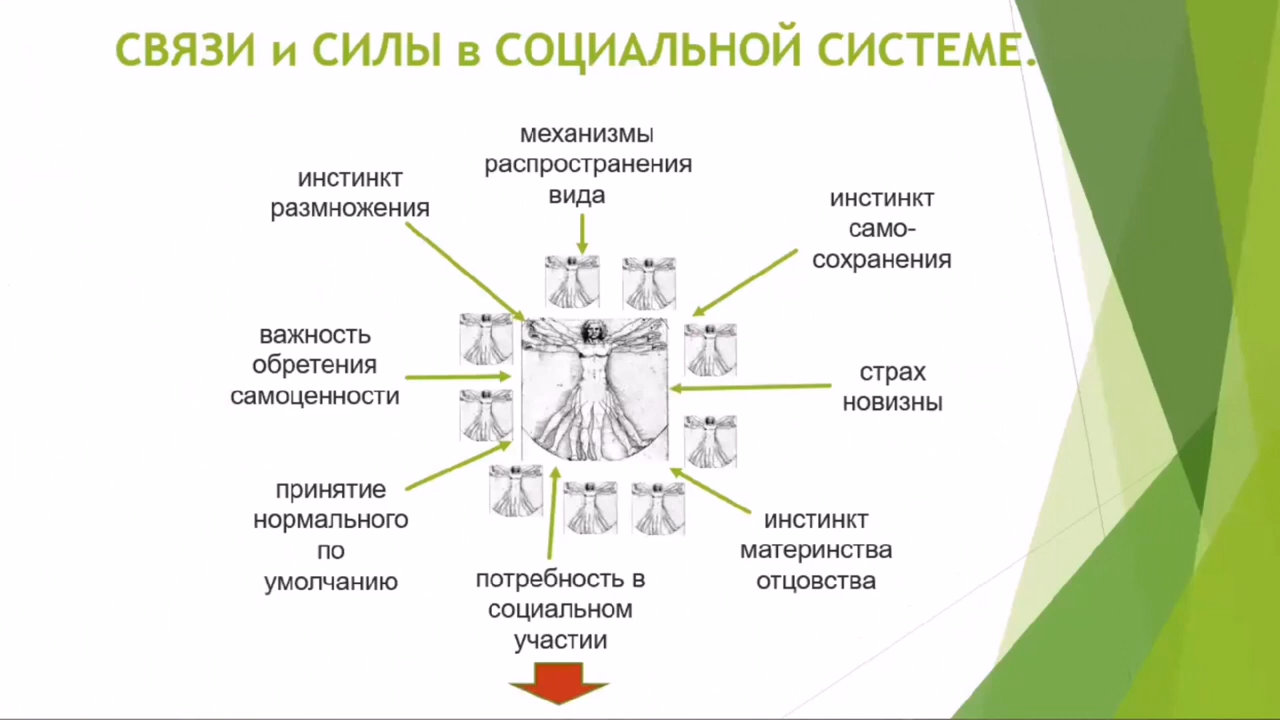 СВЯЗИ и СИЛЫ в СОЦИАЛЬНОЙ СИСТЕМЕ.
механизмы
распространения
вида
инстинкт
размножения
инстинкт
само-
сохранения
важность
обретения
самоценности
страх
новизны
принятие
нормального
по
умолчанию
инстинкт
материнства
отцовства
потребность в
социальном
участии